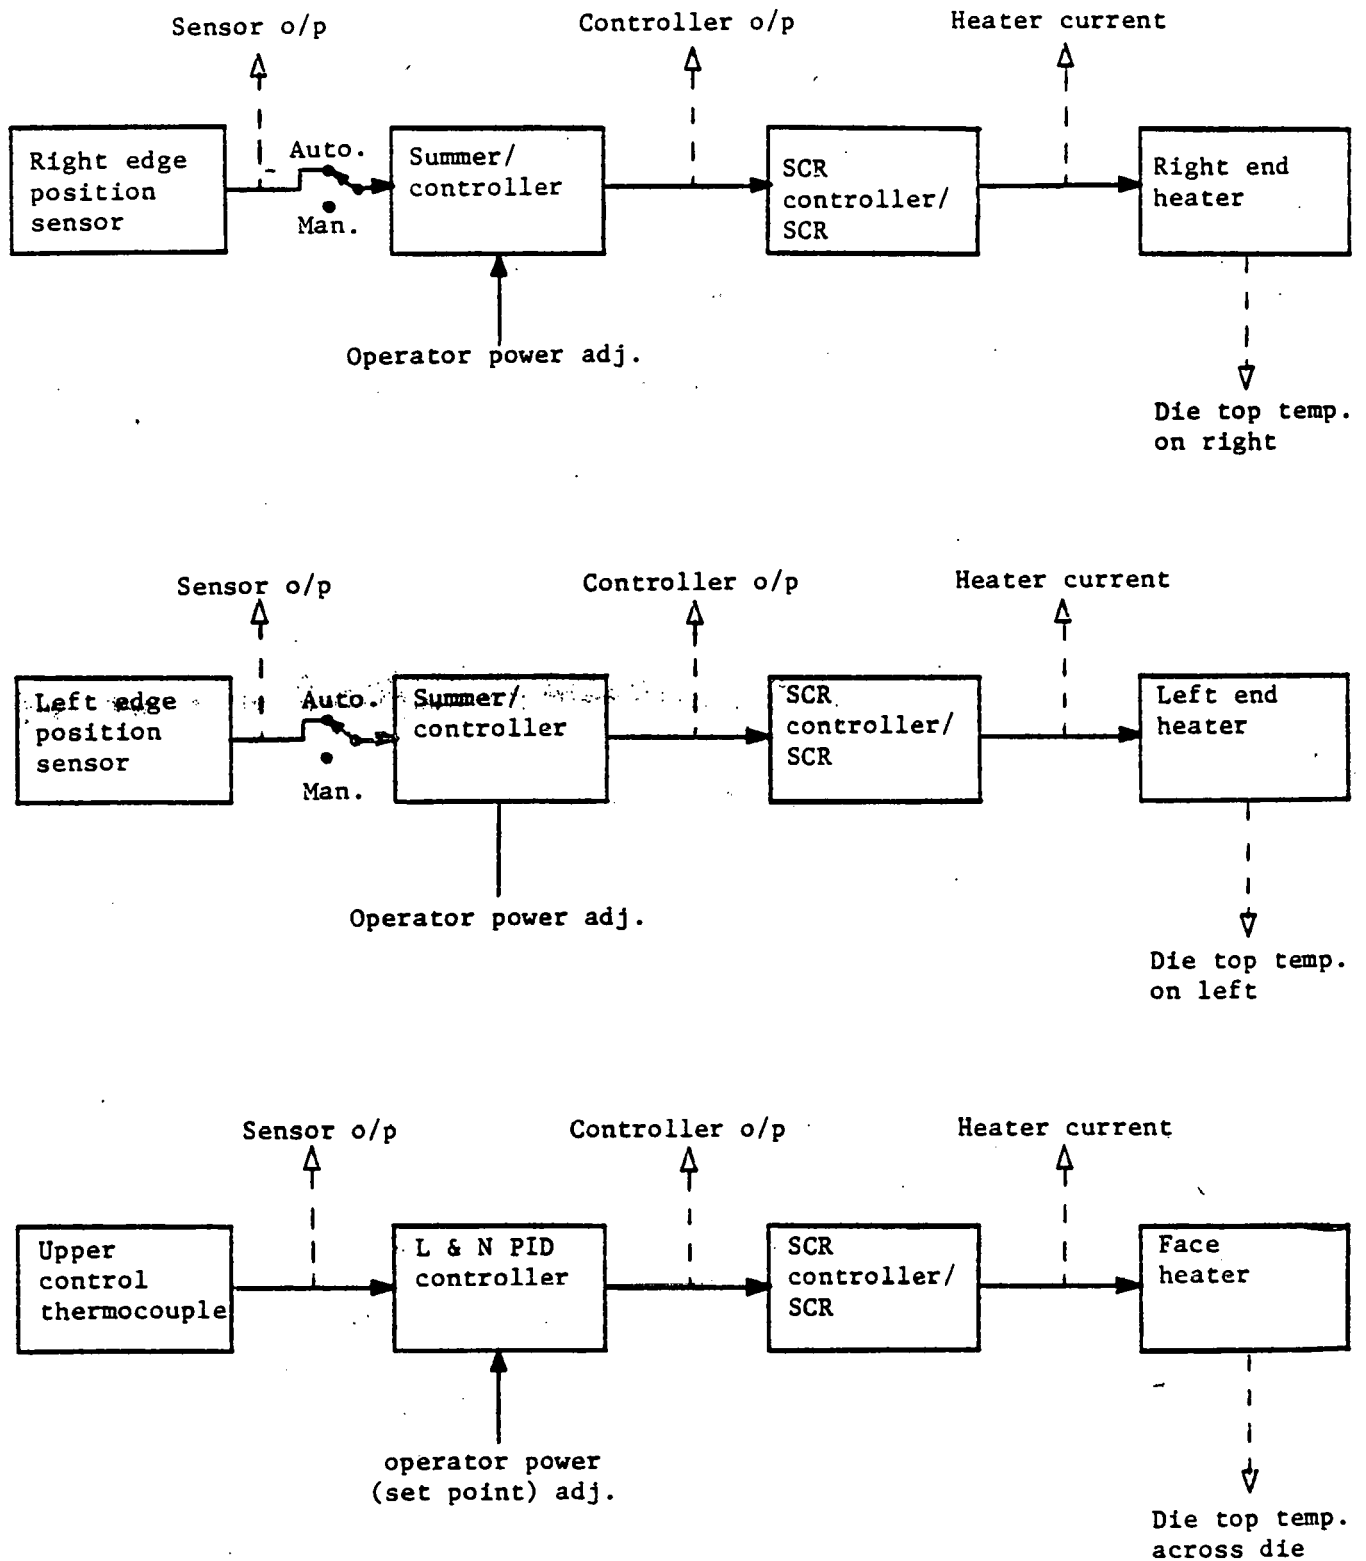 Sensor o/p
Controller o/p
Heater current
Right edge
position
sensor
Auto.
Man.
Summer/
controller
SCR
controller/
SCR
Right end
heater
Operator power adj.
Die top temp.
on right
Sensor o/p
Controller o/p
Heater current
Left edge
position
sensor
Auto.
Man.
Summer/
controller
SCR
controller/
SCR
Left end
heater
Operator power adj.
Die top temp.
on left
Sensor o/p
Controller o/p
Heater current
Upper
control
thermocouple
L & N PID
controller
SCR
controller/
SCR
Face
heater
operator power
(set point) adj.
Die top temp.
across die